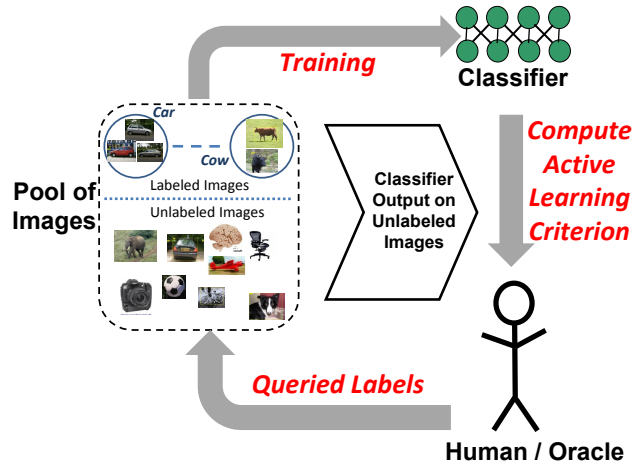 Training
Classifier
Car
Cow
Labeled Images
Unlabeled Images
Pool of
Images
Classifier
Output on
Unlabeled
Images
Compute
Active
Learning
Criterion
Queried Labels
Human / Oracle